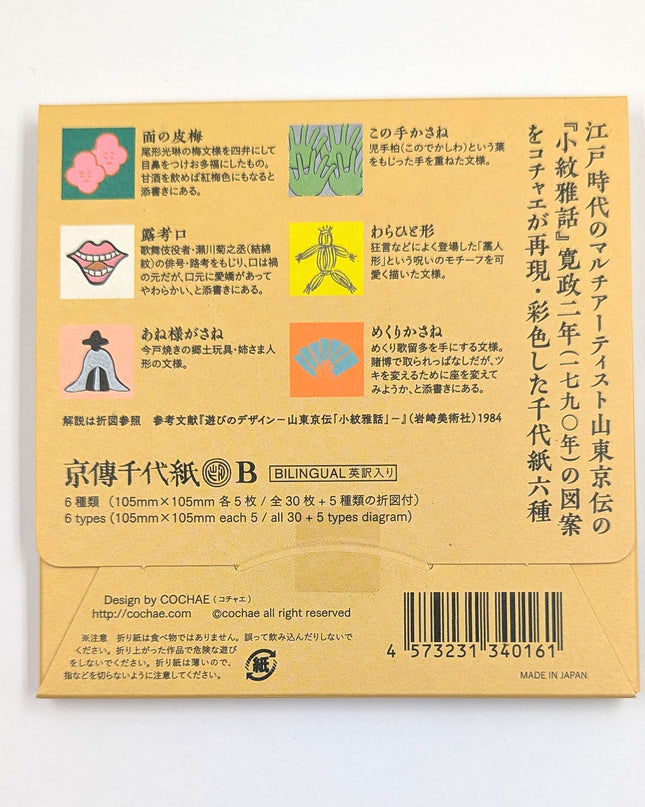 江戸時代のマルチアーティスト山東京伝の
『小紋雅話』寛政二年(一七九〇年)の図案
をコチャエが再現・彩色した千代紙六種
面の皮梅
尾形光琳の梅文様を四弁にして
目鼻をつけお多福にしたもの。
甘酒を飲めば紅梅色にもなると
添書きにある。
この手かさね
児手柏(このでかしわ)という葉
をもじった手を重ねた文様。
露考口
歌舞伎役者・瀬川菊之丞(結綿
紋)の俳号・路考をもじり、口は禍
の元だが、口元に愛嬌があって
やわらかい、と添書きにある。
わらひと形
狂言などによく登場した「藁人
形」という呪いのモチーフを可
愛く描いた文様。
あね様がさね
今戸焼きの郷土玩具・姉さま人
形の文様。
めくりかさね
めくり歌留多を手にする文様。
賭博で取られっぱなしだが、ツ
キを変えるために座を変えて
みようか、と添書きにある。
解説は折図参照 参考文献『遊びのデザイン−山東京伝「小紋雅話」−』(岩崎美術社)1984
京傳千代紙 B BILINGUAL 英訳入り
6種類 (105mm×105mm 各5枚/全30枚+5種類の折図付)
6 types (105mm×105mm each 5 / all 30 + 5 types diagram)
Design by COCHAE (コチャエ)
http://cochae.com ©cochae all right reserved
※注意 折り紙は食べ物ではありません。誤って飲み込んだりしないで
ください。折り上がった作品で危険な遊び
をしないでください。折り紙は薄いので、
指などを切らないように注意してください。
紙
4 573231 340161
MADE IN JAPAN